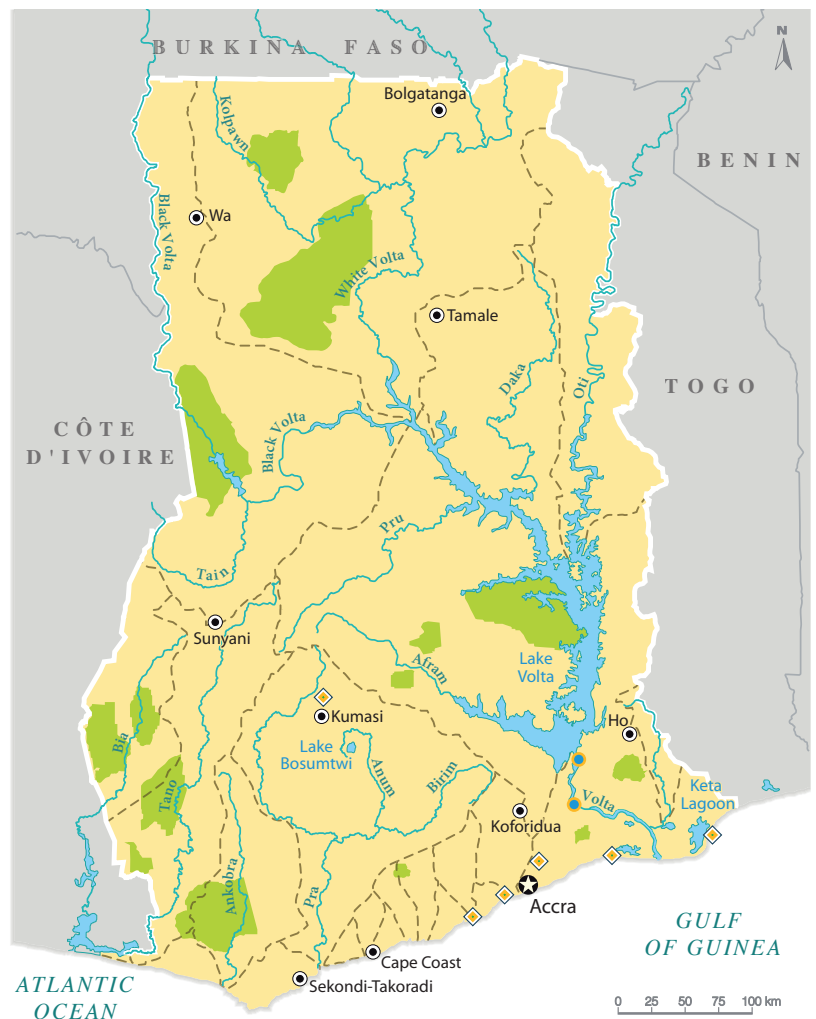 BURKINA FASO
N
Bolgatanga
Kolpawn
BENIN
Black Volta
Wa
White Volta
Tamale
Daka
Oti
TOGO
CÔTE
D'IVOIRE
Black Volta
Pru
Tain
Sunyani
Afram
Lake
Volta
Kumasi
Ho
Bia
Lake
Bosumtwi
Anum
Birim
Tano
Volta
Keta
Lagoon
Koforidua
Ankobra
Pra
Accra
GULF
OF GUINEA
Cape Coast
Sekondi-Takoradi
ATLANTIC
OCEAN
0 25 50 75 100 km